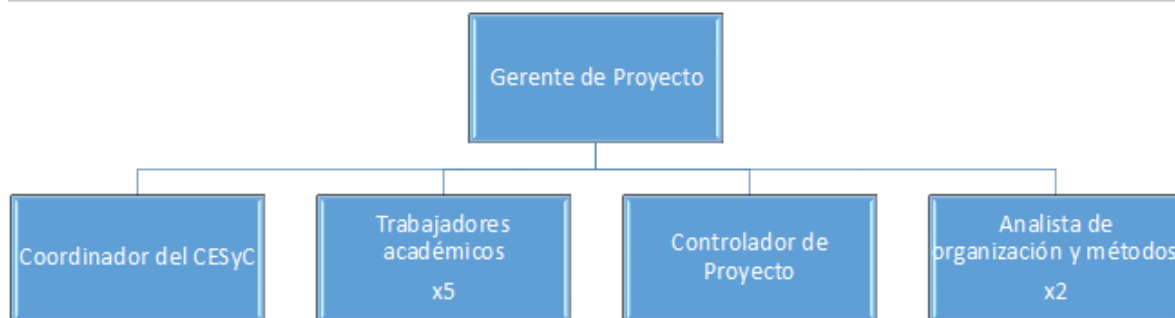 Gerente de Proyecto
Coordinador del CESyC
Trabajadores
académicos
x5
Controlador de
Proyecto
Analista de
organización y métodos
x2